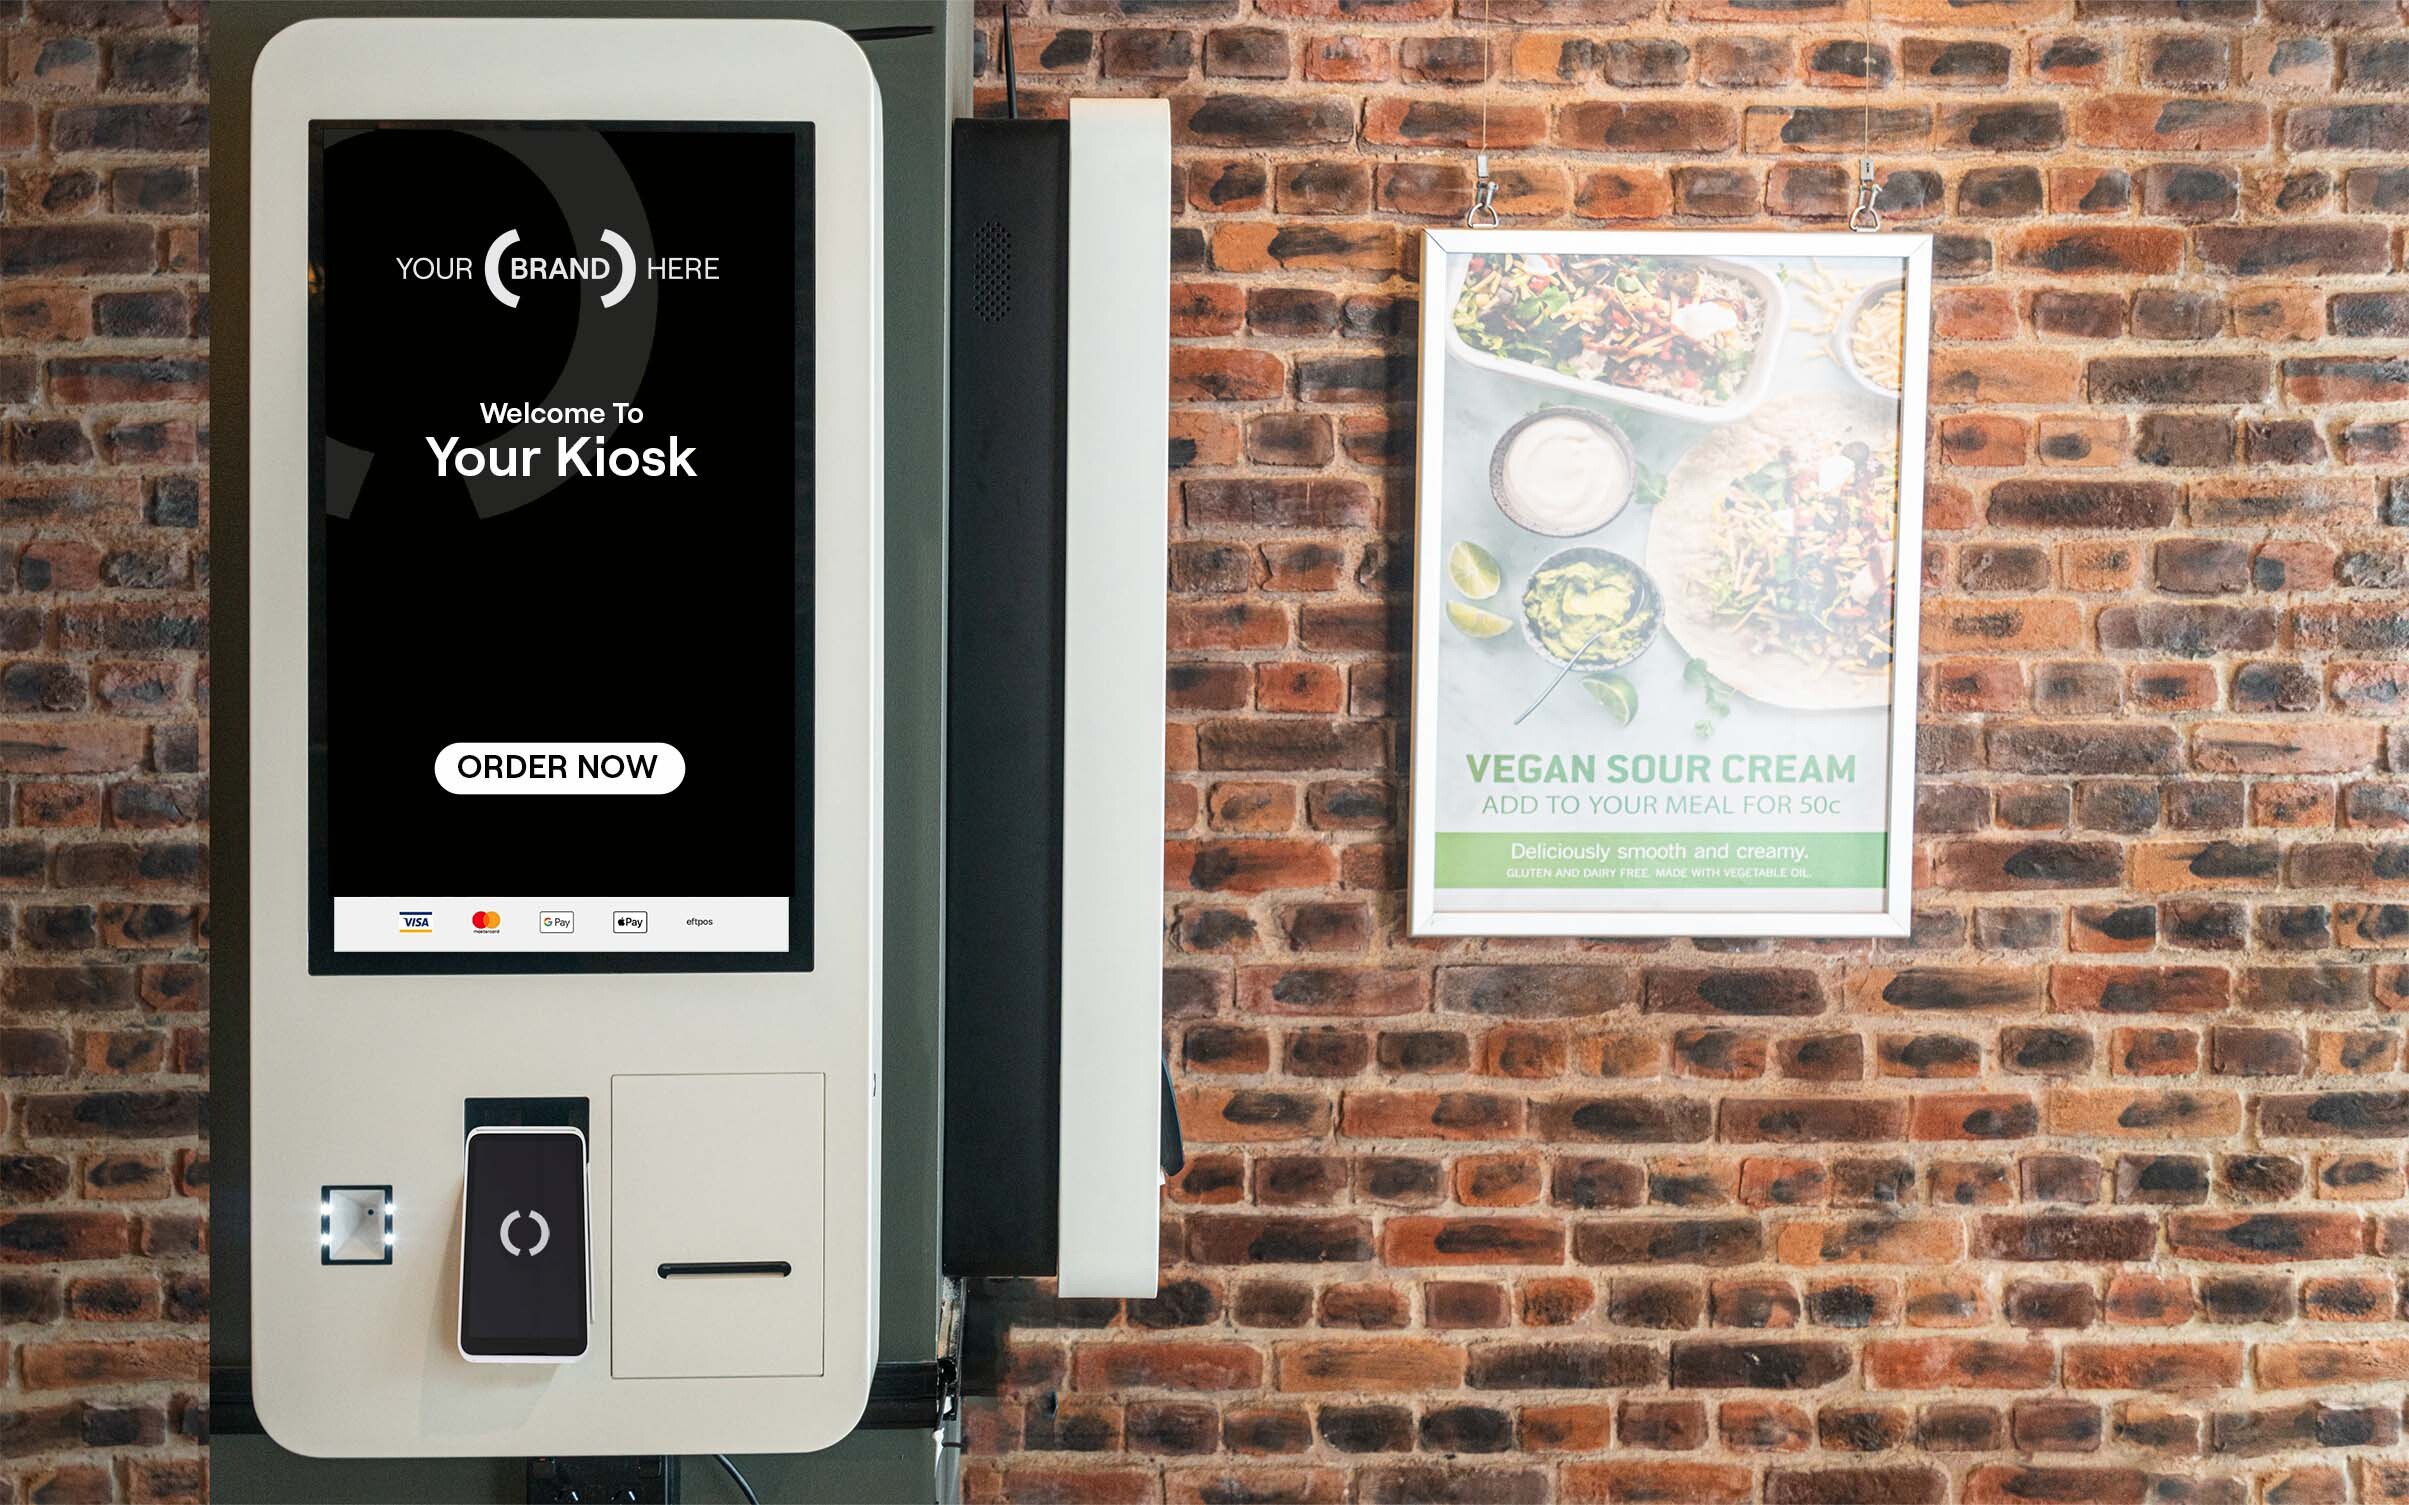 YOUR (BRAND) HERE
Welcome To
Your Kiosk
ORDER NOW
VISA
mastercard
G Pay
Pay
eftpos
VEGAN SOUR CREAM
ADD TO YOUR MEAL FOR 50c
Deliciously smooth and creamy.
GLUTEN AND DAIRY FREE. MADE WITH VEGETABLE OIL.